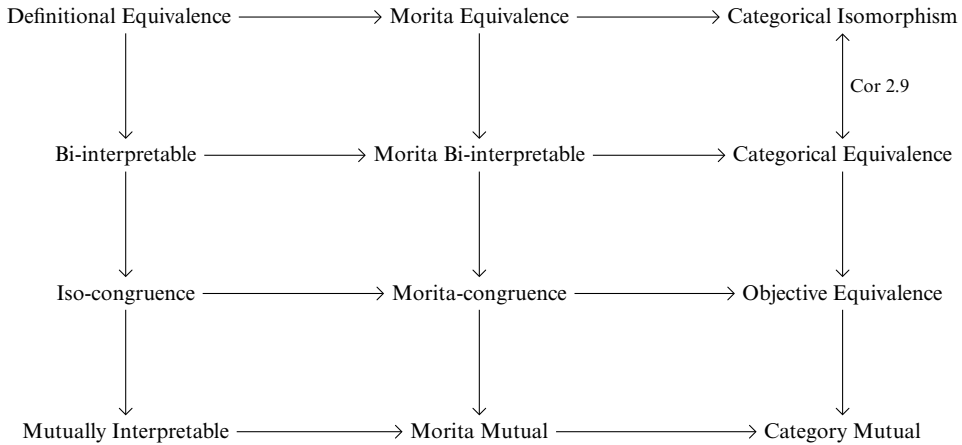 Definitional Equivalence Morita Equivalence Categorical Isomorphism
Cor 2.9
Bi-interpretable Morita Bi-interpretable Categorical Equivalence
Iso-congruence Morita-congruence Objective Equivalence
Mutually Interpretable Morita Mutual Category Mutual